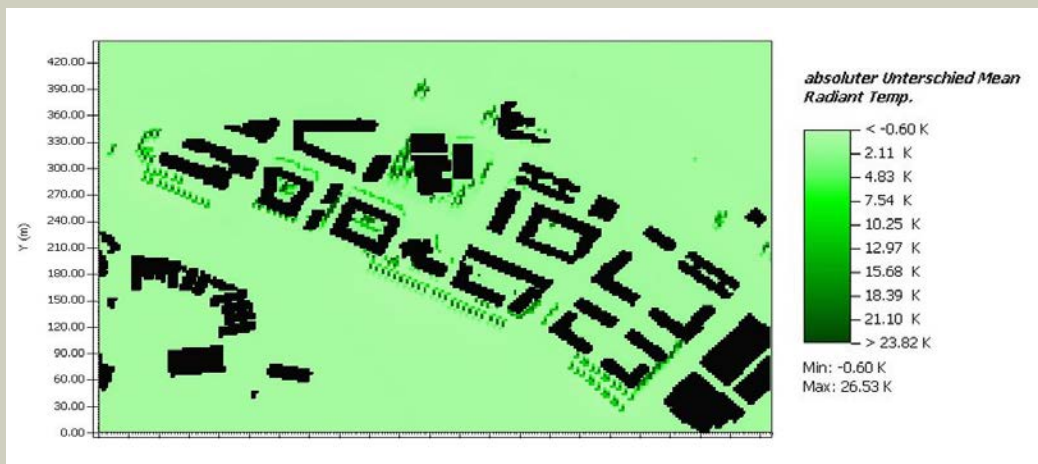 420.00
390.00
360.00
330.00
300.00
270.00
240.00
210.00
180.00
150.00
120.00
90.00
60.00
30.00
0.00
Y (m)
absoluter Unterschied Mean
Radiant Temp.
< -0.60 K
2.11 K
4.83 K
7.54 K
10.25 K
12.97 K
15.68 K
18.39 K
21.10 K
> 23.82 K
Min: -0.60 K
Max: 26.53 K